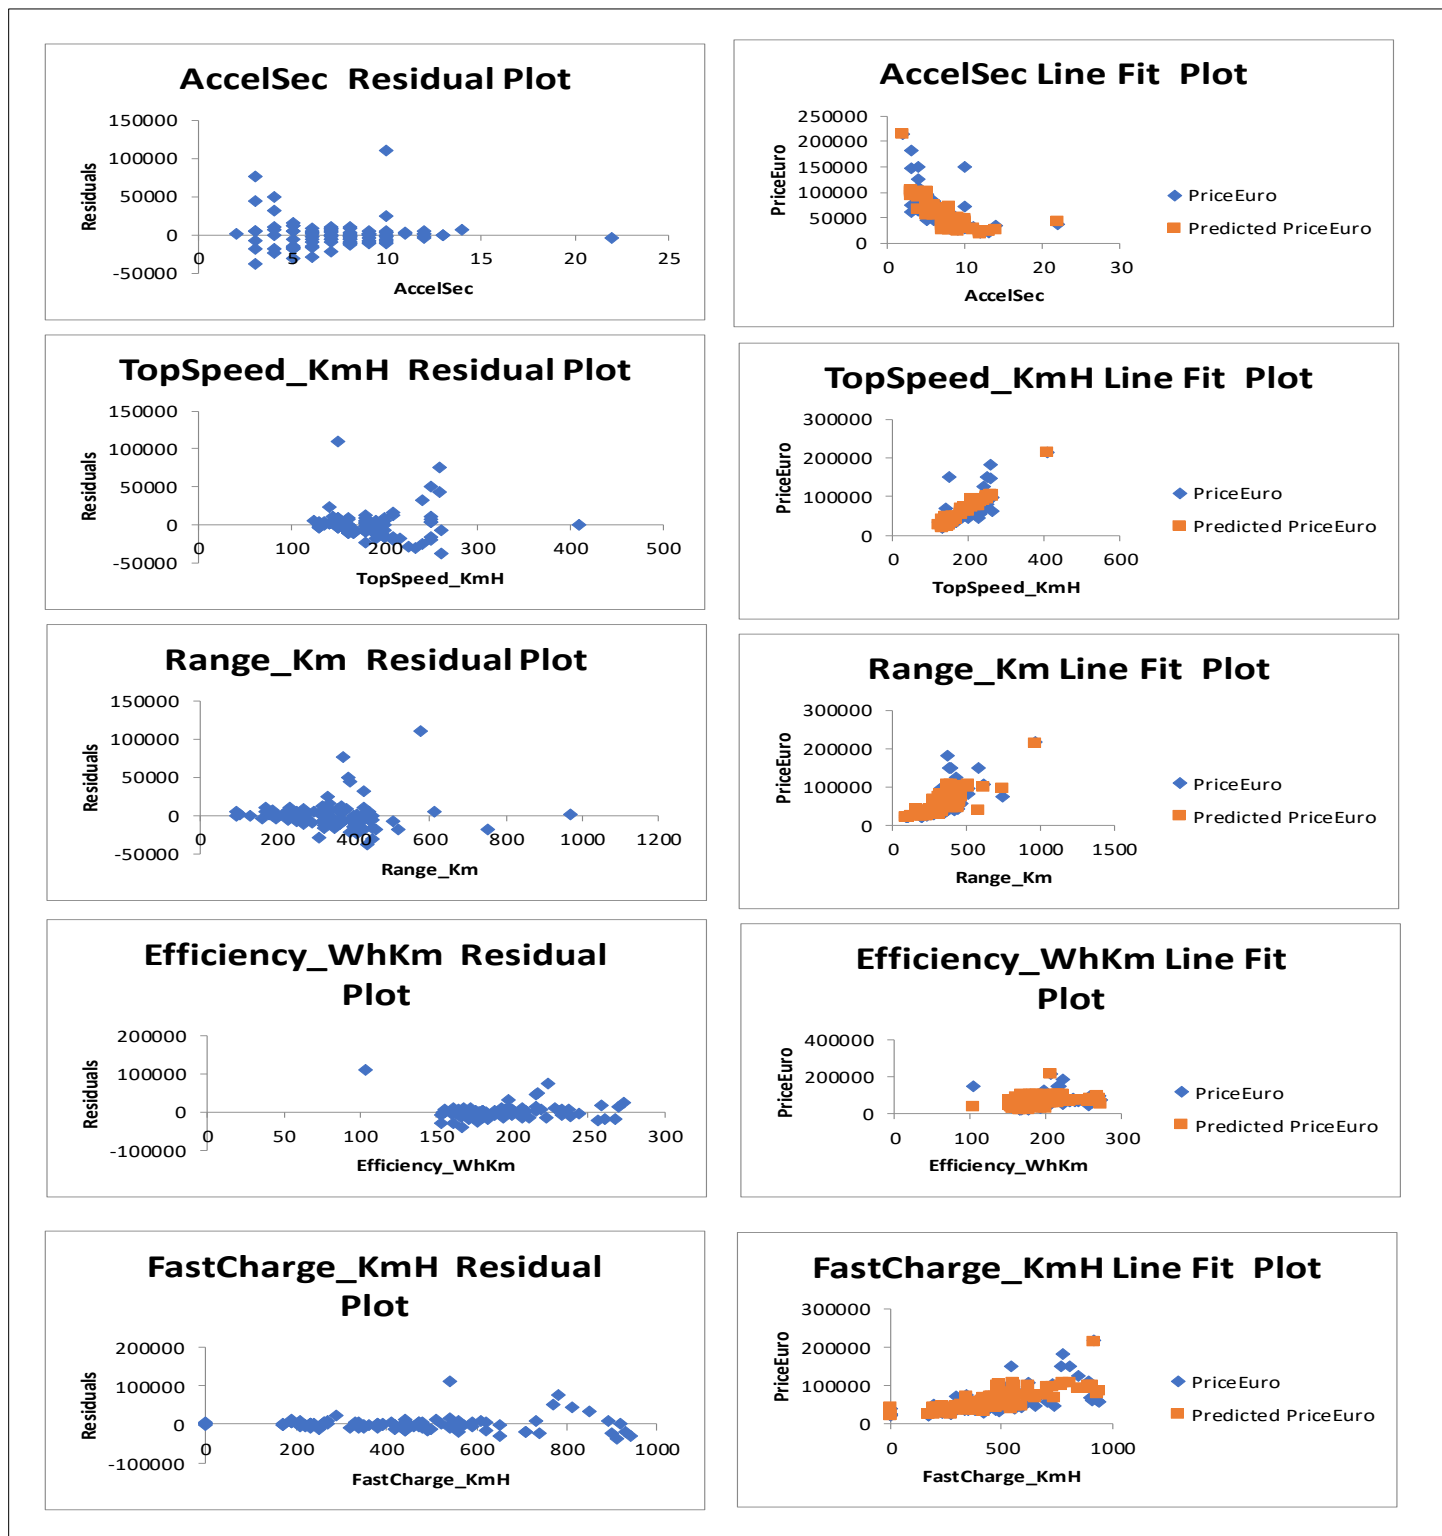 AccelSec Residual Plot
150000
100000
50000
0
-50000
0 5 10 15 20 25
Residuals
AccelSec
AccelSec Line Fit Plot
250000
200000
150000
100000
50000
0
0 10 20 30
PriceEuro
AccelSec
PriceEuro
Predicted PriceEuro
TopSpeed_KmH Residual Plot
150000
100000
50000
0
-50000
0 100 200 300 400 500
Residuals
TopSpeed_KmH
TopSpeed_KmH Line Fit Plot
300000
200000
100000
0
0 200 400 600
PriceEuro
TopSpeed_KmH
PriceEuro
Predicted PriceEuro
Range_Km Residual Plot
150000
100000
50000
0
-50000
0 200 400 600 800 1000 1200
Residuals
Range_Km
Range_Km Line Fit Plot
300000
200000
100000
0
0 500 1000 1500
PriceEuro
Range_Km
PriceEuro
Predicted PriceEuro
Efficiency_WhKm Residual
Plot
200000
100000
0
-100000
0 50 100 150 200 250 300
Residuals
Efficiency_WhKm
Efficiency_WhKm Line Fit
Plot
400000
200000
0
0 100 200 300
PriceEuro
Efficiency_WhKm
PriceEuro
Predicted PriceEuro
FastCharge_KmH Residual
Plot
200000
100000
0
-100000
0 200 400 600 800 1000
Residuals
FastCharge_KmH
FastCharge_KmH Line Fit Plot
300000
200000
100000
0
0 500 1000
PriceEuro
FastCharge_KmH
PriceEuro
Predicted PriceEuro